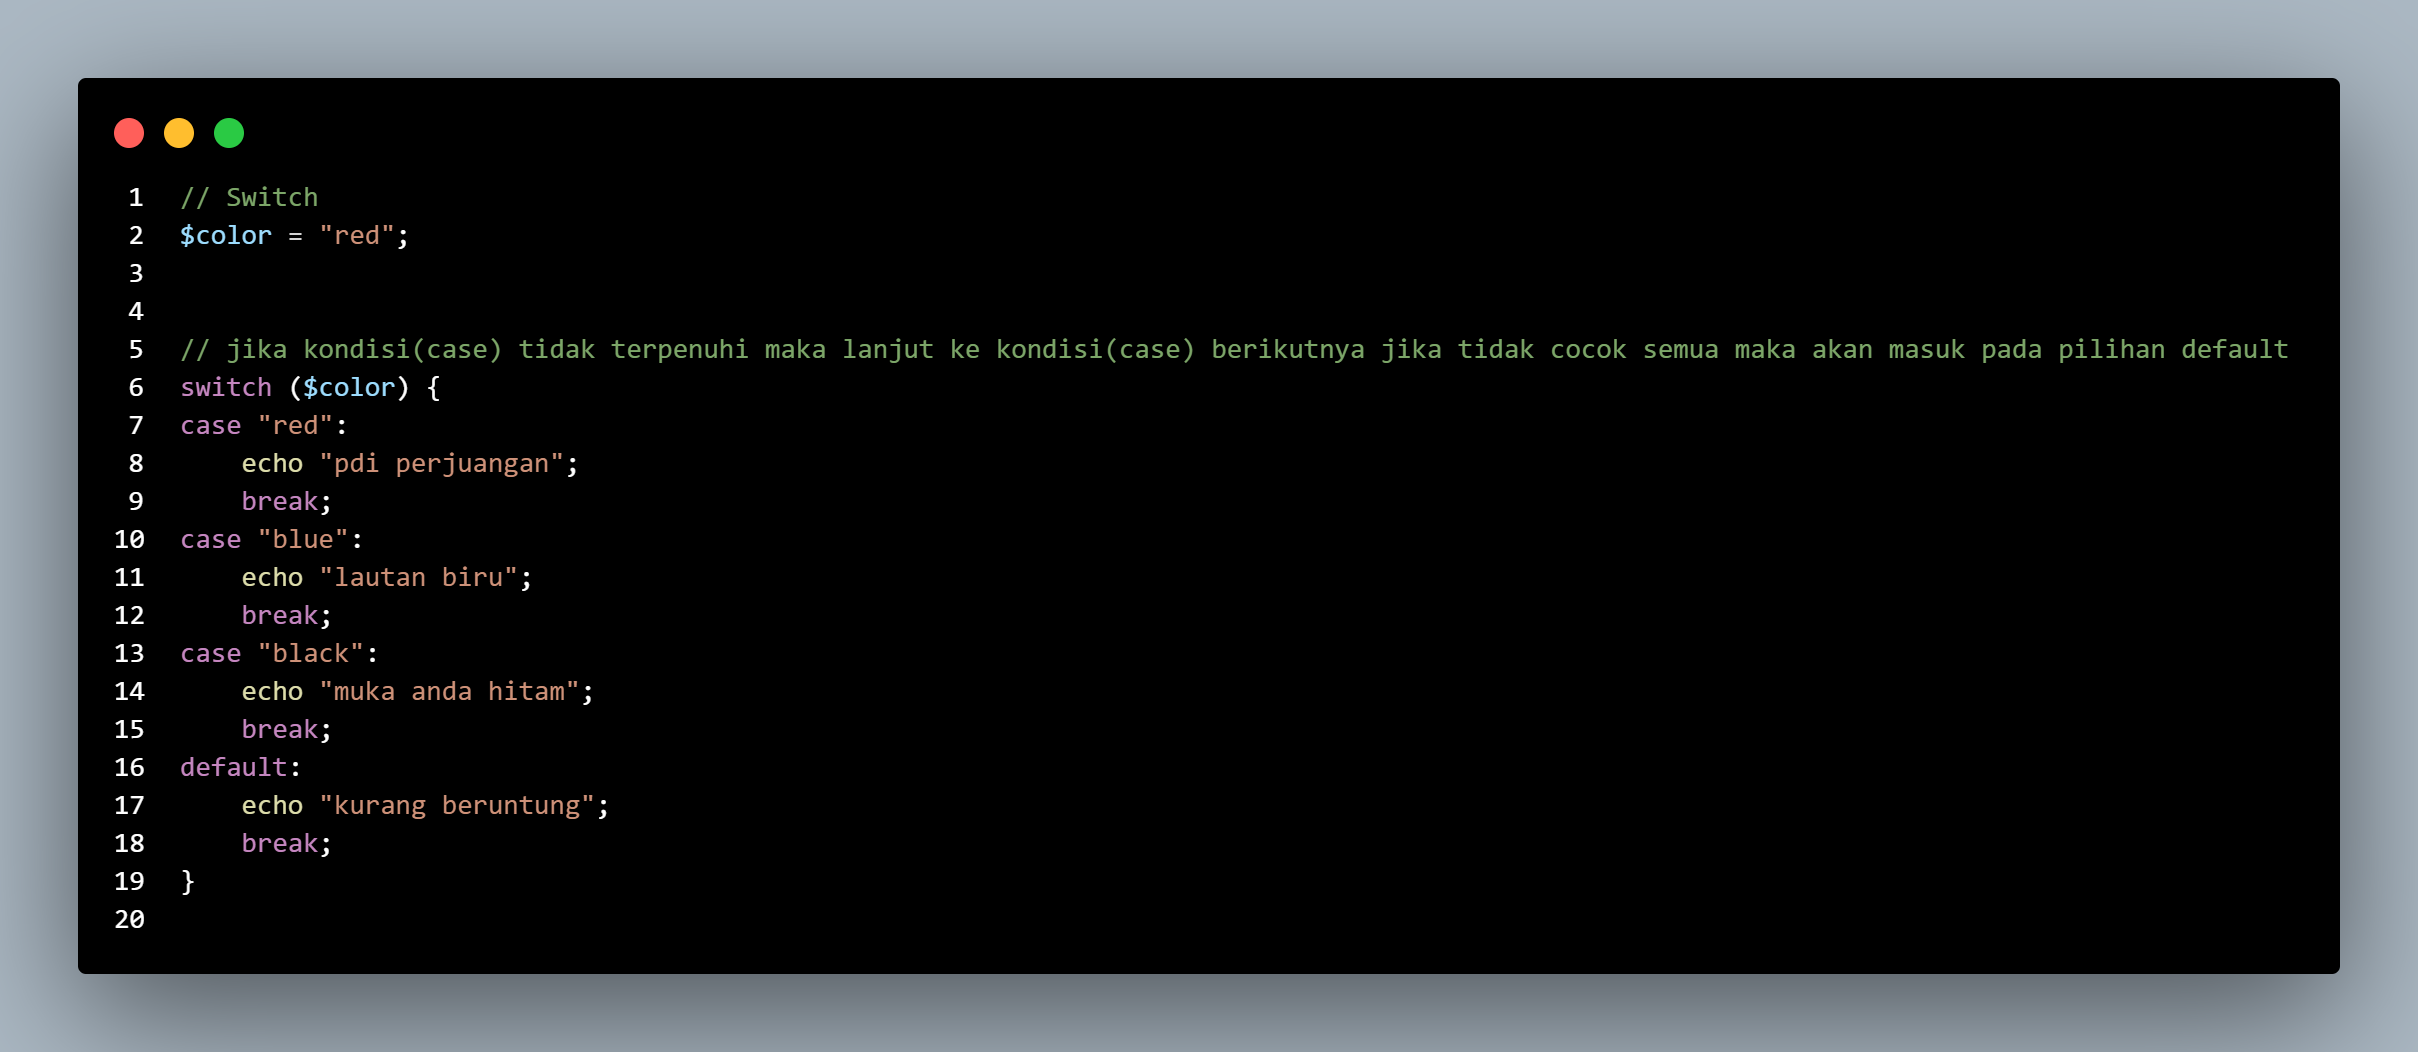 1 // Switch
2 $color = "red";
3
4
5 // jika kondisi(case) tidak terpenuhi maka lanjut ke kondisi(case) berikutnya jika tidak cocok semua maka akan masuk pada pilihan default
6 switch ($color) {
7 case "red":
8     echo "pdi perjuangan";
9     break;
10 case "blue":
11     echo "lautan biru";
12     break;
13 case "black":
14     echo "muka anda hitam";
15     break;
16 default:
17     echo "kurang beruntung";
18     break;
19 }
20